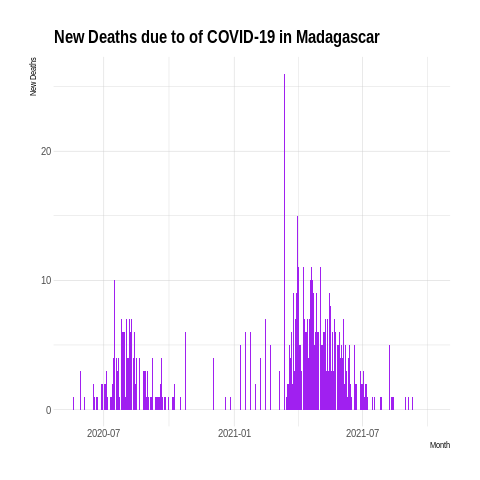 New Deaths due to of COVID-19 in Madagascar
New Deaths
20
10
0
2020-07
2021-01
2021-07
Month